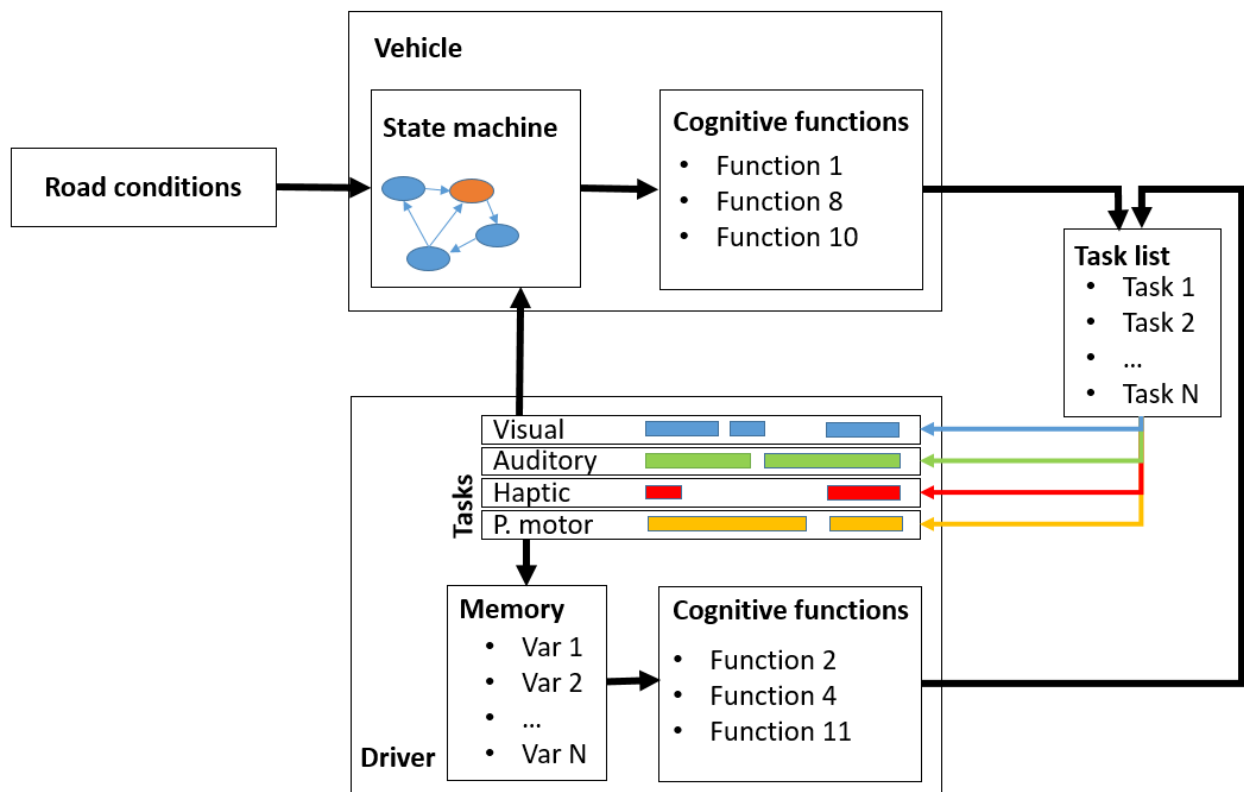 Vehicle
State machine
Cognitive functions
• Function 1
• Function 8
• Function 10
Road conditions
Task list
• Task 1
• Task 2
• ...
• Task N
Tasks
Visual
Auditory
Haptic
P. motor
Memory
• Var 1
• Var 2
• ...
• Var N
Cognitive functions
• Function 2
• Function 4
• Function 11
Driver